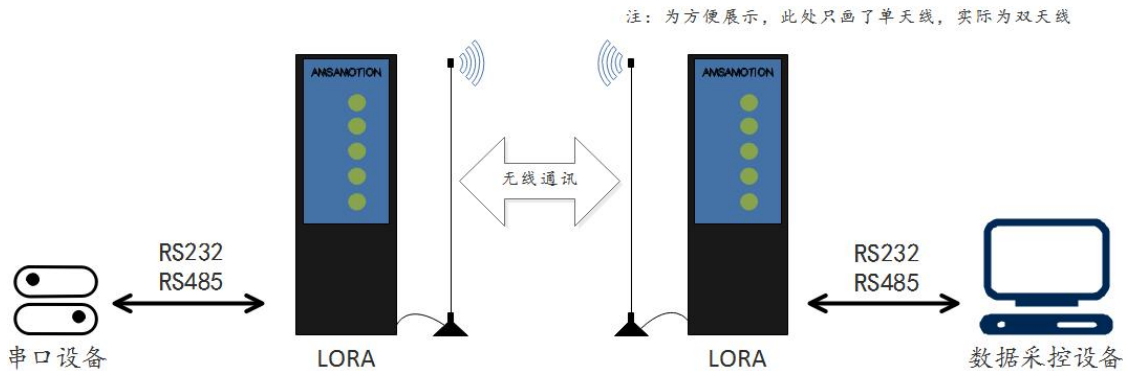 注：为方便展示，此处只画了单天线，实际为双天线
AMSAMOTION
AMSAMOTION
无线通讯
RS232
RS485
RS232
RS485
串口设备
LORA
LORA
数据采控设备